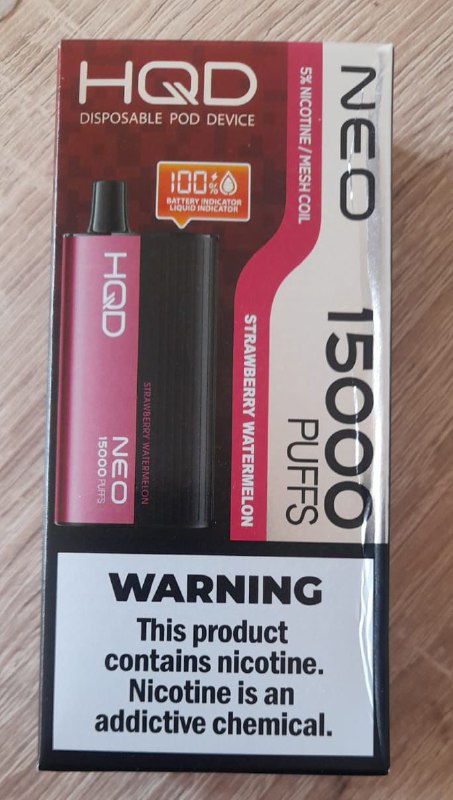 HQD
DISPOSABLE POD DEVICE
5% NICOTINE / MESH COIL
NEO
15000
PUFFS
100%
BATTERY INDICATOR
LIQUID INDICATOR
STRAWBERRY WATERMELON
HQD
STRAWBERRY WATERMELON
NEO
15000 PUFFS
WARNING
This product
contains nicotine.
Nicotine is an
addictive chemical.